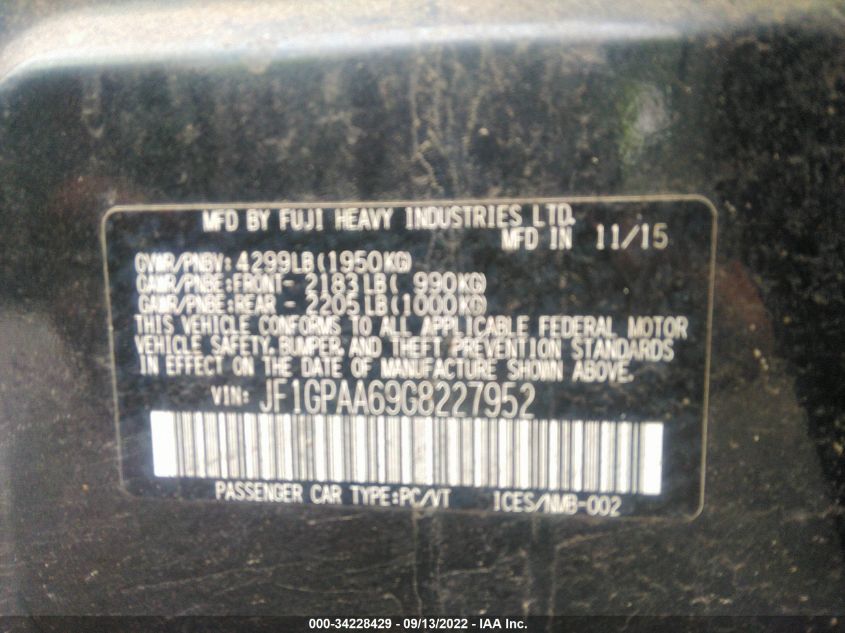 MFD BY FUJI HEAVY INDUSTRIES LTD.
MFD IN 11/15
GVWR/PNBV: 4299LB(1950KG)
GAWR/PNBE:FRONT- 2183LB( 990KG)
GAWR/PNBE:REAR - 2205LB(1000KG)
THIS VEHICLE CONFORMS TO ALL APPLICABLE FEDERAL MOTOR
VEHICLE SAFETY, BUMPER, AND THEFT PREVENTION STANDARDS
IN EFFECT ON THE DATE OF MANUFACTURE SHOWN ABOVE.
VIN: JF1GPAA69G8227952
PASSENGER CAR TYPE:PC/VT ICES/NMB-002
000-34228429 - 09/13/2022 - IAA Inc.